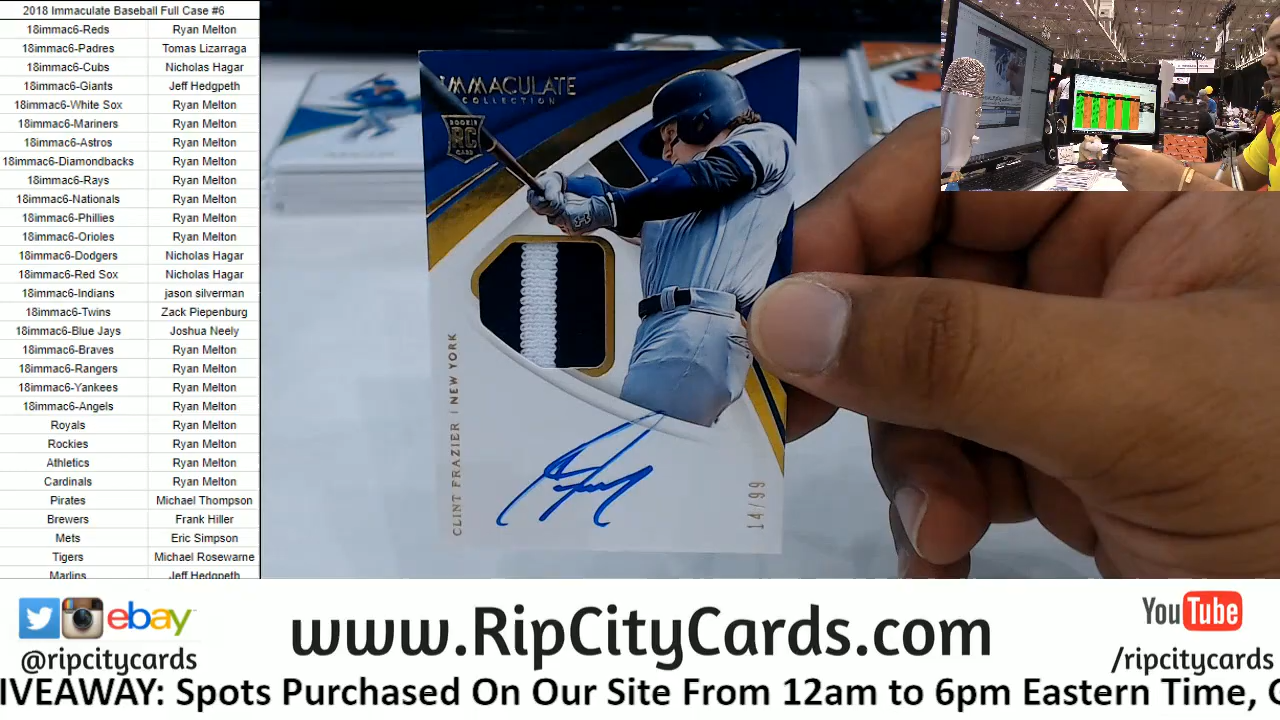 2018 Immaculate Baseball Full Case #6
18immac6-Reds Ryan Melton
18immac6-Padres Tomas Lizarraga
18immac6-Cubs Nicholas Hagar
18immac6-Giants Jeff Hedgpeth
18immac6-White Sox Ryan Melton
18immac6-Mariners Ryan Melton
18immac6-Astros Ryan Melton
18immac6-Diamondbacks Ryan Melton
18immac6-Rays Ryan Melton
18immac6-Nationals Ryan Melton
18immac6-Phillies Ryan Melton
18immac6-Orioles Ryan Melton
18immac6-Dodgers Nicholas Hagar
18immac6-Red Sox Nicholas Hagar
18immac6-Indians jason silverman
18immac6-Twins Zack Piepenburg
18immac6-Blue Jays Joshua Neely
18immac6-Braves Ryan Melton
18immac6-Rangers Ryan Melton
18immac6-Yankees Ryan Melton
18immac6-Angels Ryan Melton
Royals Ryan Melton
Rockies Ryan Melton
Athletics Ryan Melton
Cardinals Ryan Melton
Pirates Michael Thompson
Brewers Frank Hiller
Mets Eric Simpson
Tigers Michael Rosewarne
Marlins Jeff Hedgpeth
IMMACULATE
COLLECTION
ROOKIE
RC
CARD
CLINT FRAZIER | NEW YORK
14/99
ebay
@ripcitycards
www.RipCityCards.com
YouTube
/ripcitycards
IVEAWAY: Spots Purchased On Our Site From 12am to 6pm Eastern Time,